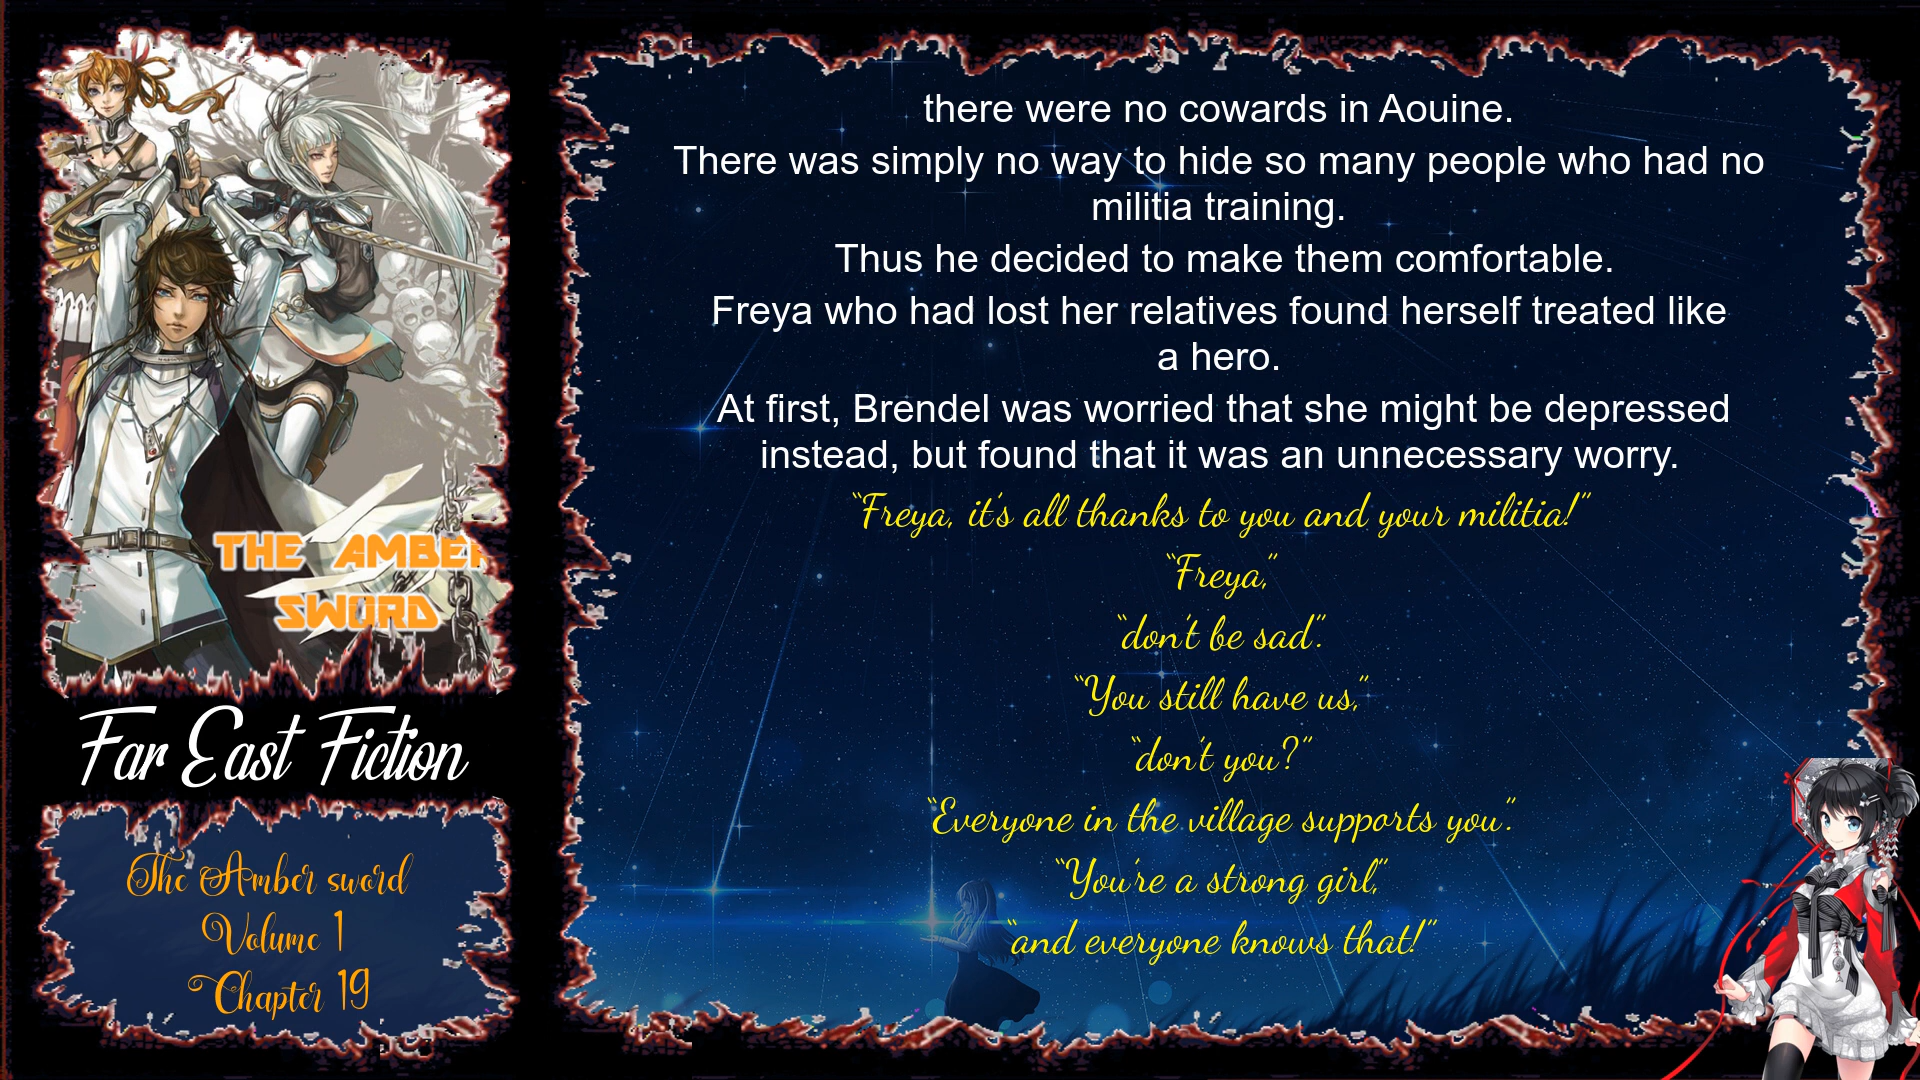 THE AMBER
SWORD
Far East Fiction
The Amber sword
Volume 1
Chapter 19
there were no cowards in Aouine.
There was simply no way to hide so many people who had no
militia training.
Thus he decided to make them comfortable.
Freya who had lost her relatives found herself treated like
a hero.
At first, Brendel was worried that she might be depressed
instead, but found that it was an unnecessary worry.
“Freya, it’s all thanks to you and your militia!”
“Freya,”
“don’t be sad”.
“You still have us,”
“don’t you?”
“Everyone in the village supports you”.
“You’re a strong girl,”
“and everyone knows that!”